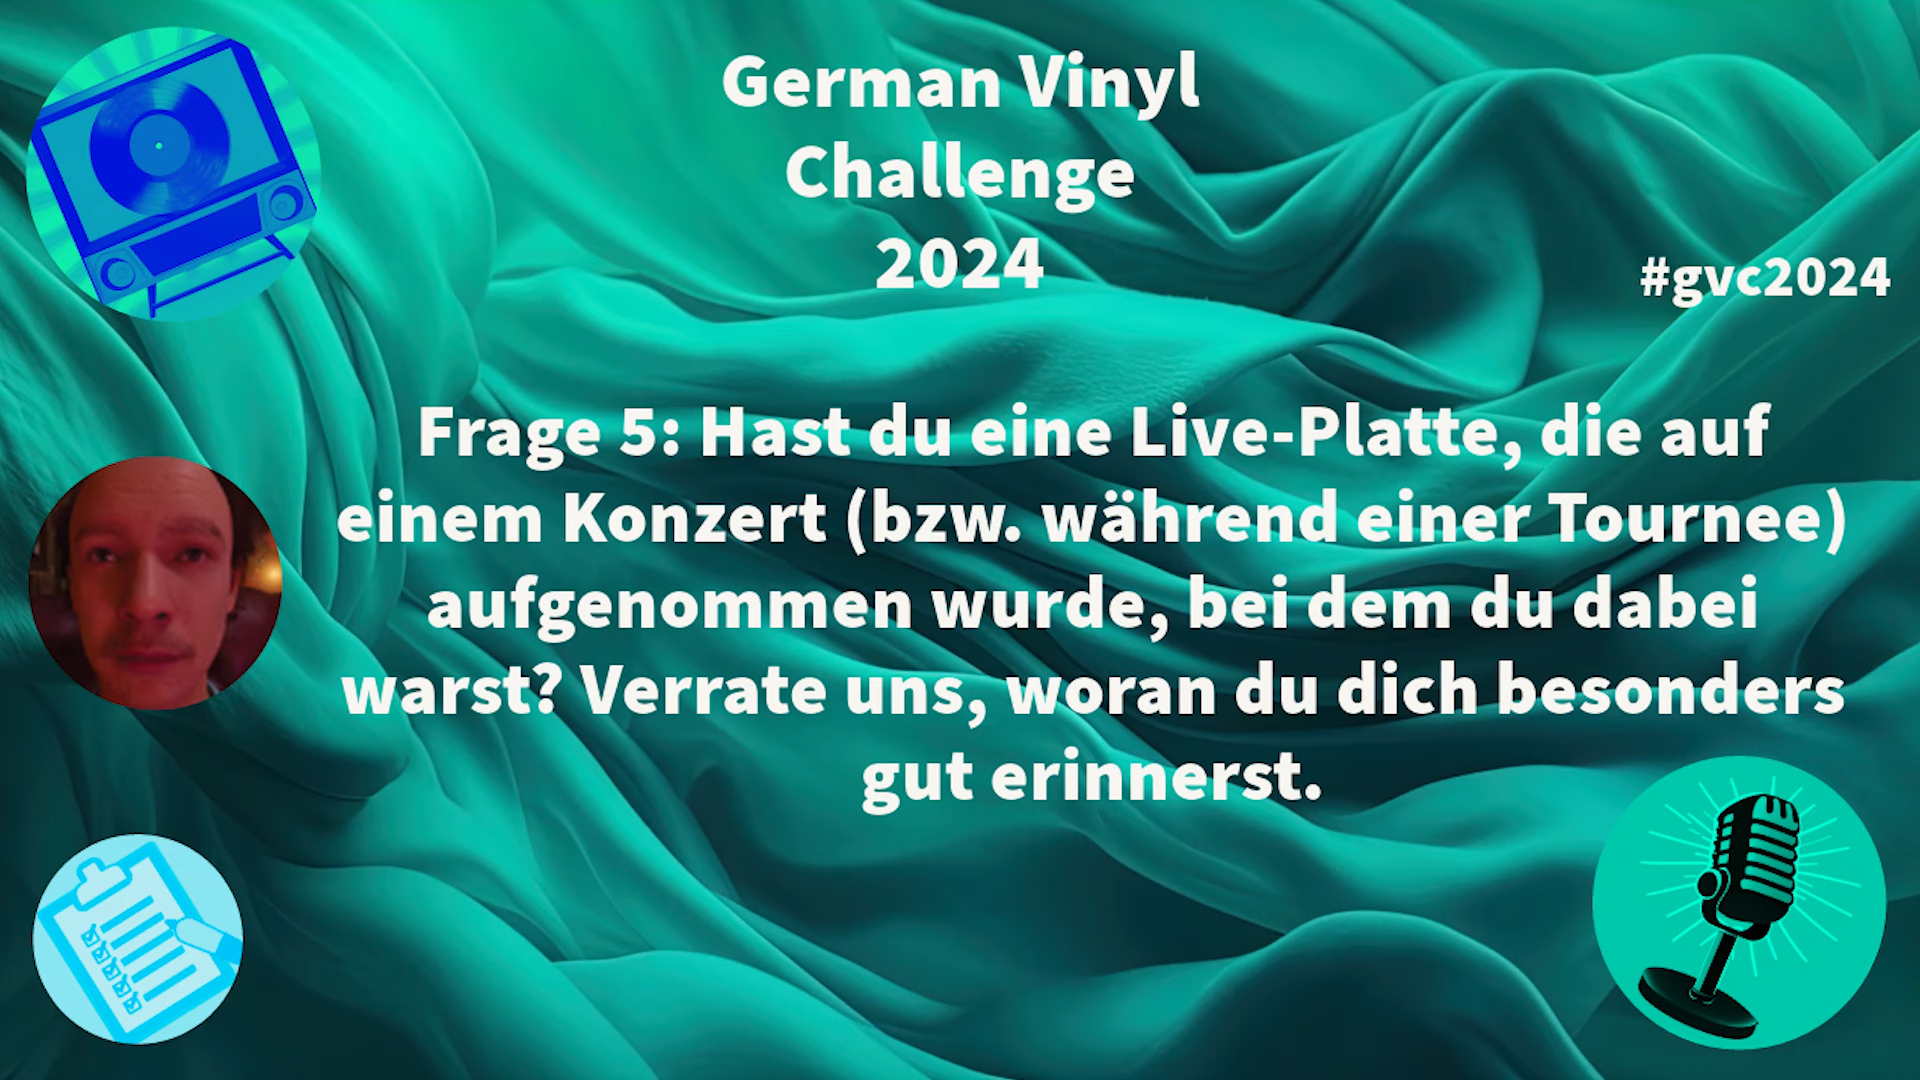 German Vinyl
Challenge
2024
#gvc2024
Frage 5: Hast du eine Live-Platte, die auf
einem Konzert (bzw. während einer Tournee)
aufgenommen wurde, bei dem du dabei
warst? Verrate uns, woran du dich besonders
gut erinnerst.